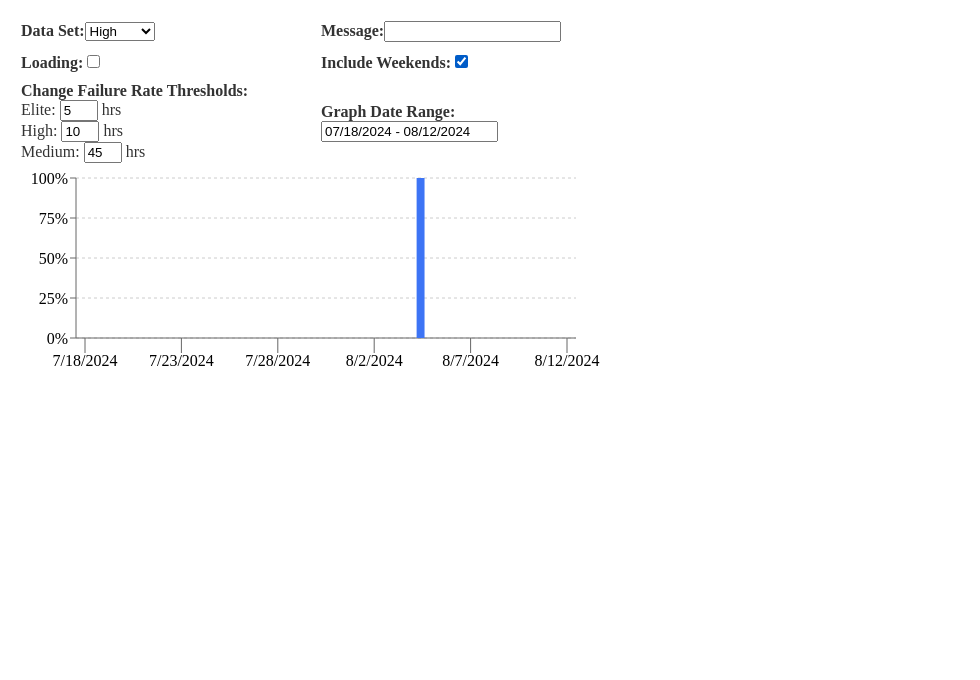 Data Set: High
Message:
Loading:
Include Weekends:
Change Failure Rate Thresholds:
Elite: 5 hrs
High: 10 hrs
Medium: 45 hrs
Graph Date Range:
07/18/2024 - 08/12/2024
100%
75%
50%
25%
0%
7/18/2024 7/23/2024 7/28/2024 8/2/2024 8/7/2024 8/12/2024